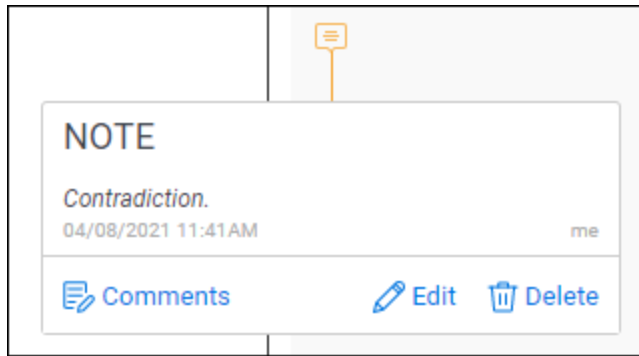 NOTE
Contradiction.
04/08/2021 11:41AM me
Comments Edit Delete